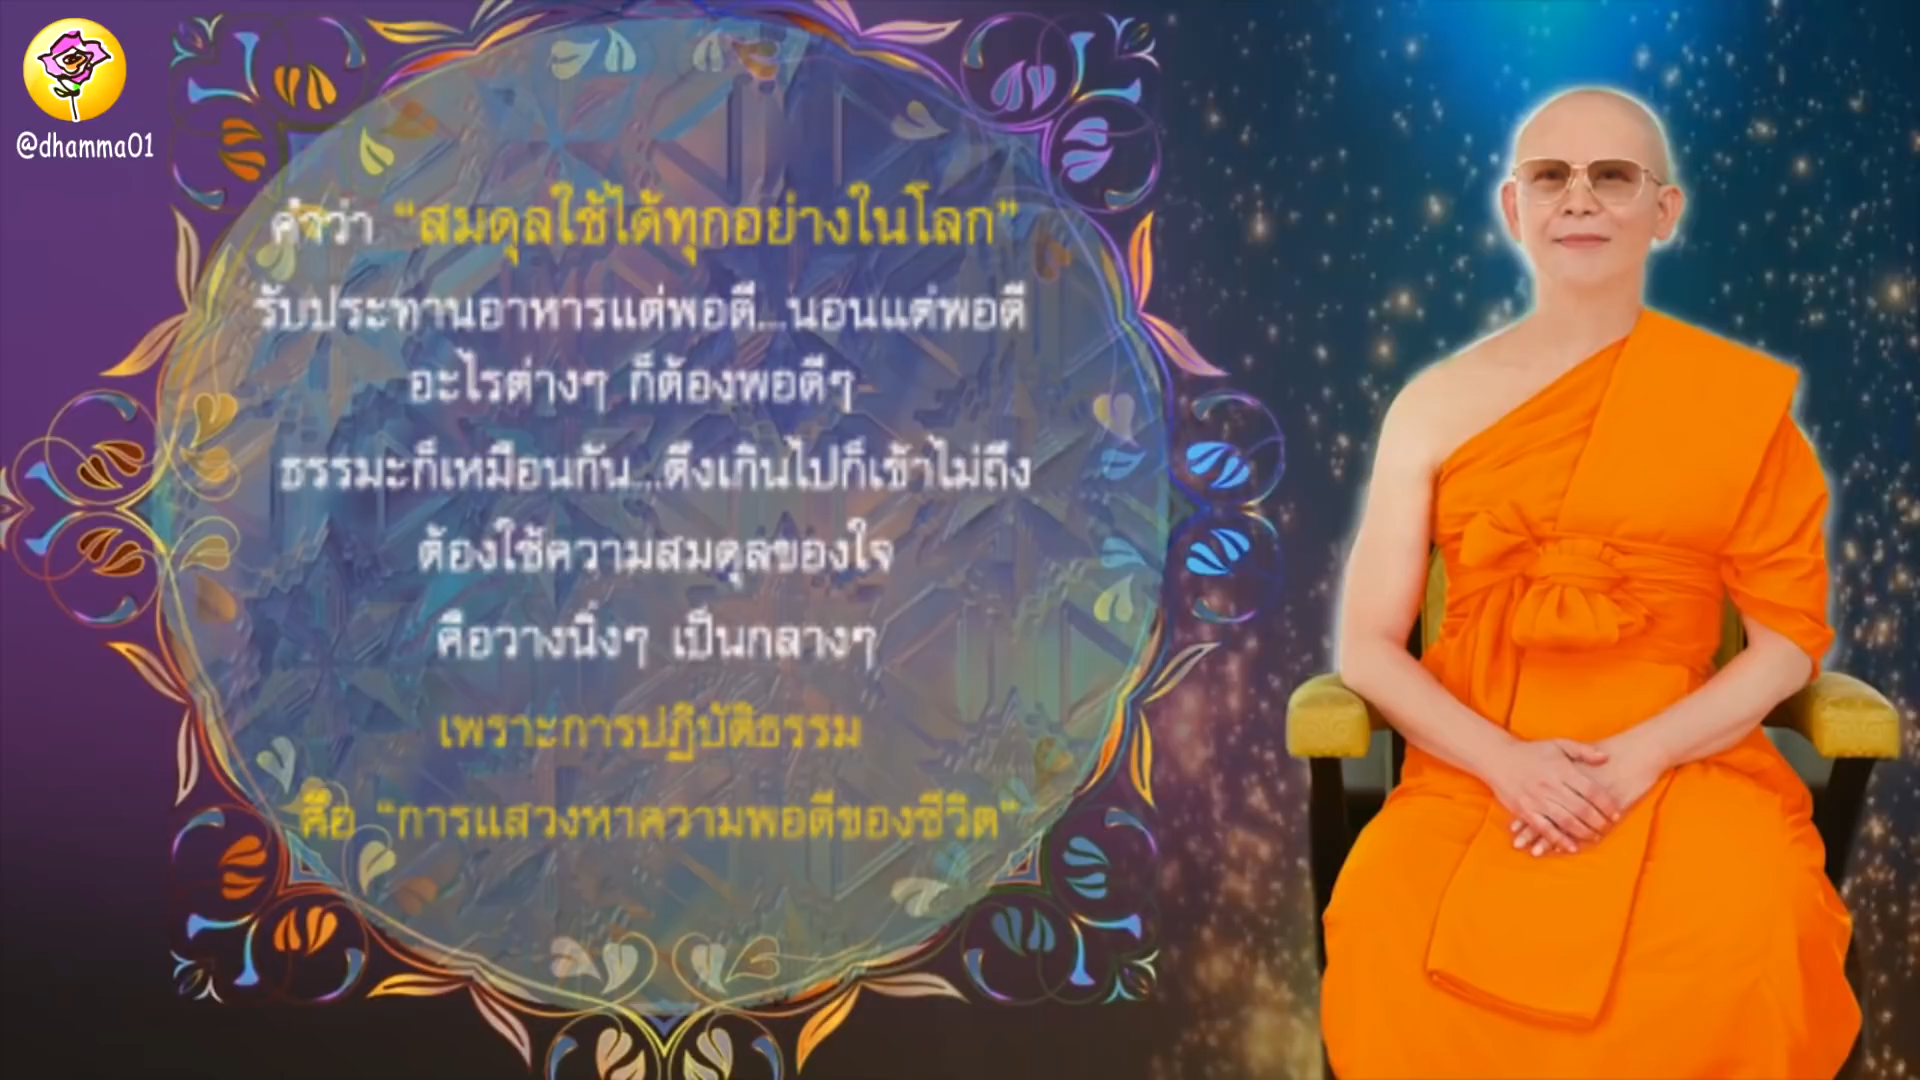 @dhamma01
คำว่า “สมดุลใช้ได้ทุกอย่างในโลก”
รับประทานอาหารแต่พอดี...นอนแต่พอดี
อะไรต่างๆ ก็ต้องพอดีๆ
ธรรมะก็เหมือนกัน...ตึงเกินไปก็เข้าไม่ถึง
ต้องใช้ความสมดุลของใจ
คือวางนิ่งๆ เป็นกลางๆ
เพราะการปฏิบัติธรรม
คือ “การแสวงหาความพอดีของชีวิต“